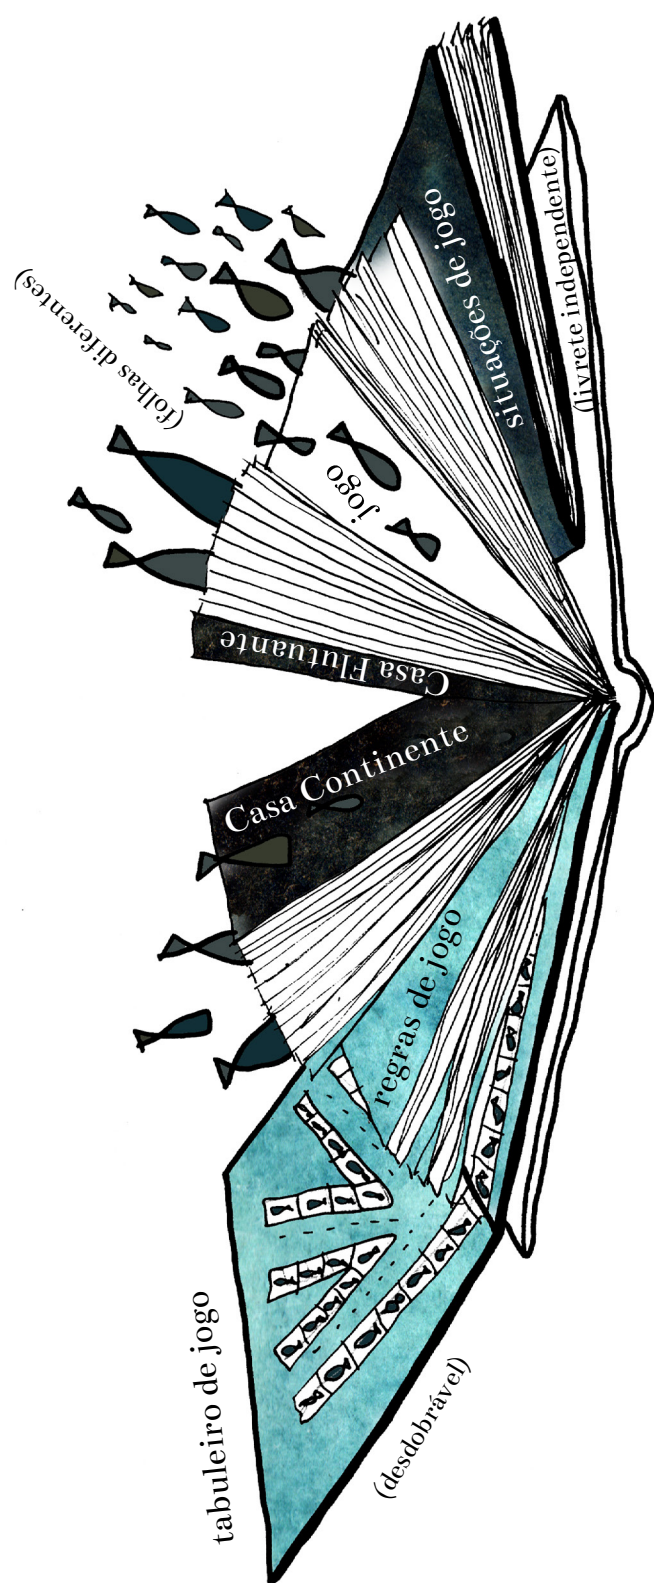 (livrete independente)
situações de jogo
(folhas diferentes)
jogo
Casa Flutuante
Casa Continente
regras de jogo
tabuleiro de jogo
(desdobrável)